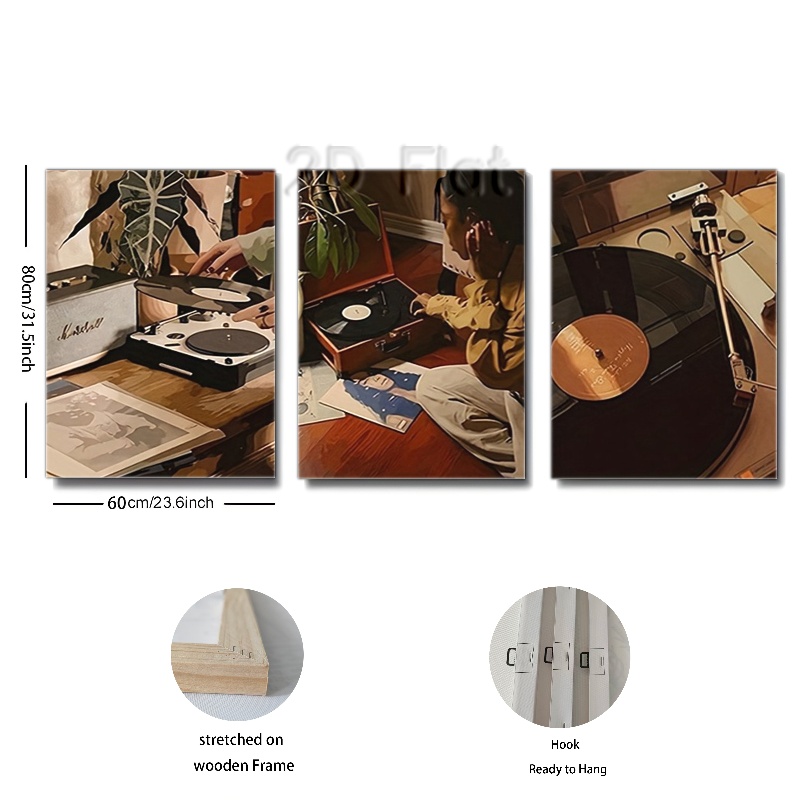 2D Flat
80cm/31.5inch
Marshall
60cm/23.6inch
stretched on
wooden Frame
Hook
Ready to Hang